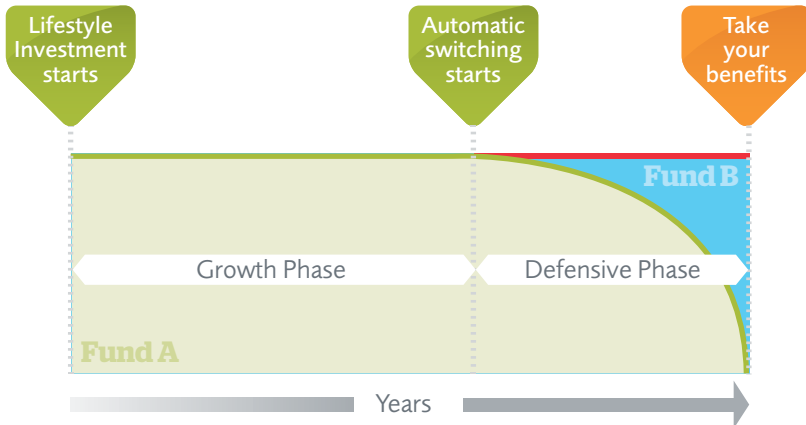 Lifestyle
Investment
starts
Automatic
switching
starts
Take
your
benefits
Fund B
Growth Phase
Defensive Phase
Fund A
Years